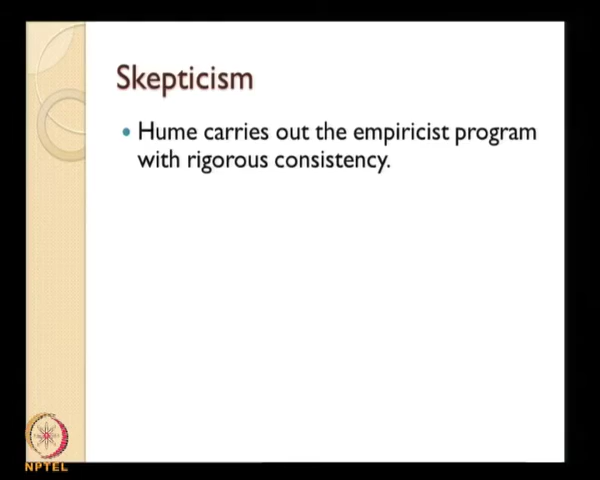 Skepticism
• Hume carries out the empiricist program
with rigorous consistency.
NPTEL